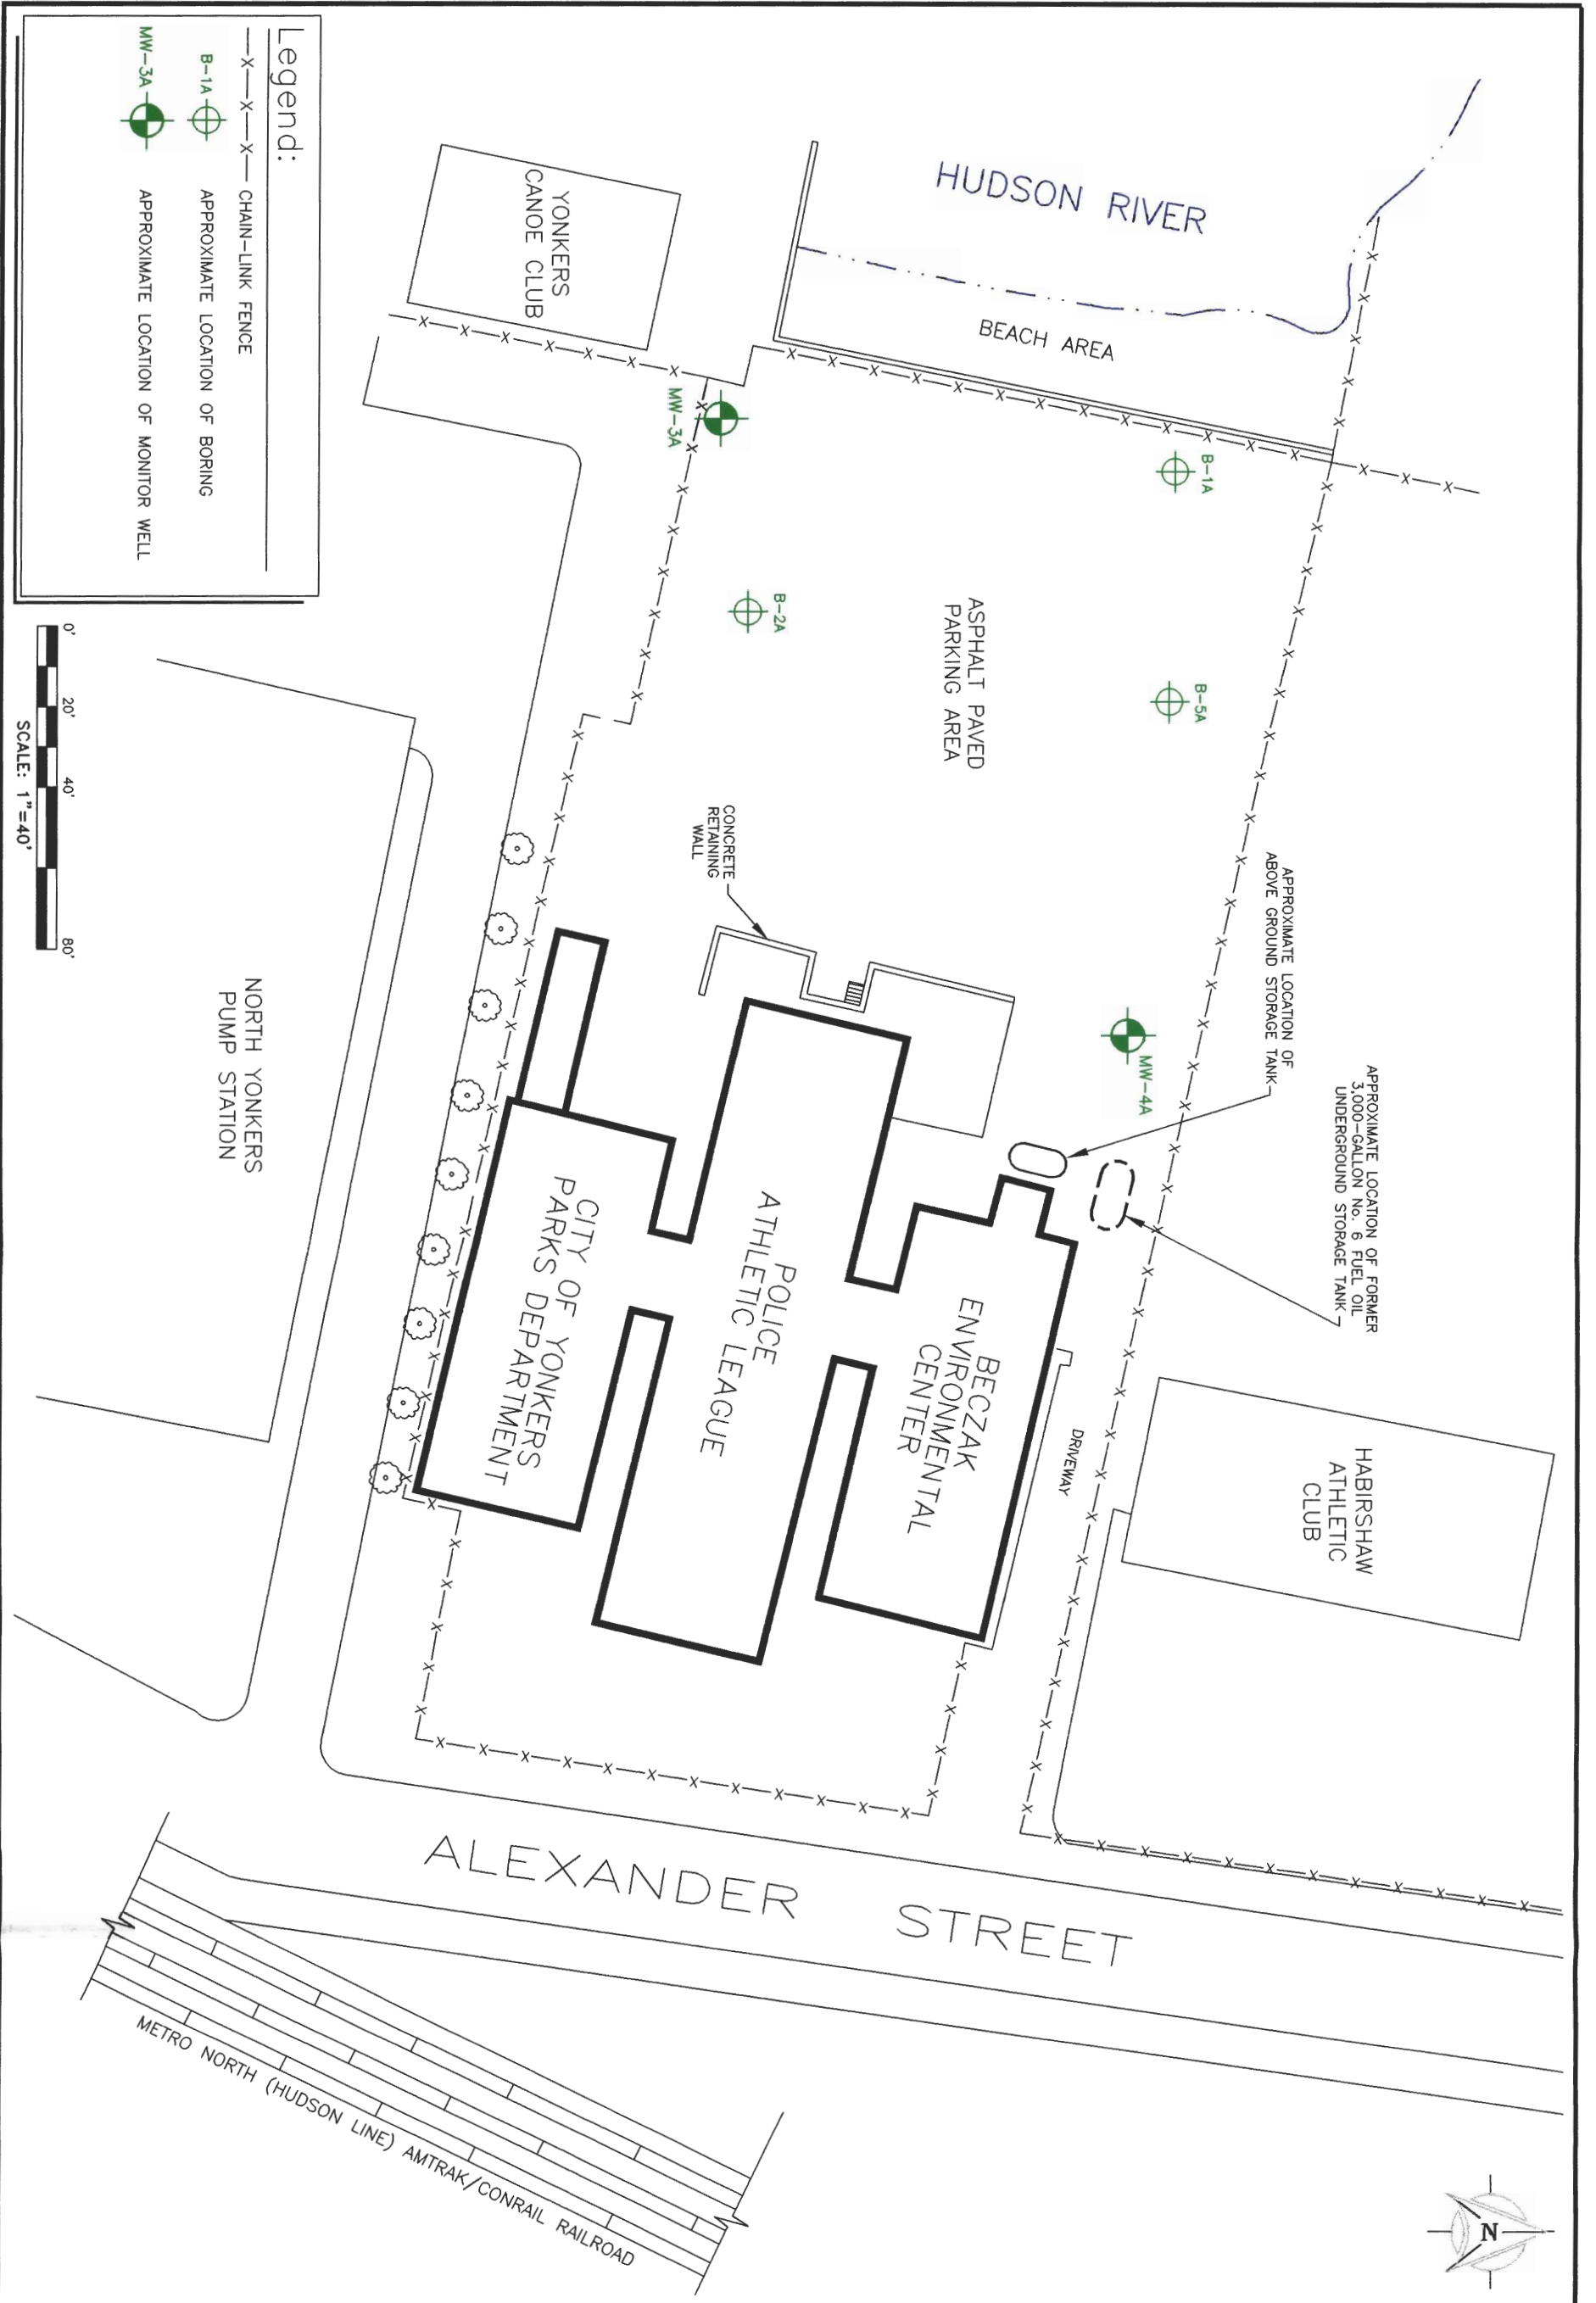 HUDSON RIVER
BEACH AREA
YONKERS
CANOE CLUB
MW-3A
B-1A
B-2A
B-5A
ASPHALT PAVED
PARKING AREA
CONCRETE
RETAINING
WALL
APPROXIMATE LOCATION OF
ABOVE GROUND STORAGE TANK
MW-4A
APPROXIMATE LOCATION OF FORMER
3,000-GALLON No. 6 FUEL OIL
UNDERGROUND STORAGE TANK
HABIRSHAW
ATHLETIC
CLUB
DRIVEWAY
BECZAK
ENVIRONMENTAL
CENTER
POLICE
ATHLETIC LEAGUE
CITY OF YONKERS
PARKS DEPARTMENT
NORTH YONKERS
PUMP STATION
ALEXANDER STREET
METRO NORTH (HUDSON LINE) AMTRAK/CONRAIL RAILROAD
N
Legend:
—X—X—X— CHAIN-LINK FENCE
B-1A APPROXIMATE LOCATION OF BORING
MW-3A APPROXIMATE LOCATION OF MONITOR WELL
0' 20' 40' 80'
SCALE: 1"=40'